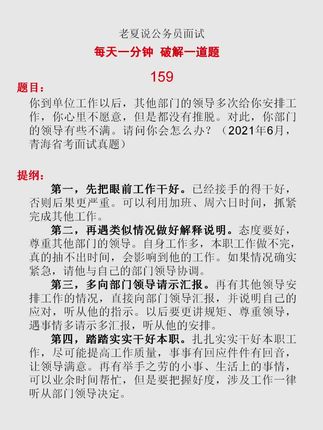 老夏说公务员面试
每天一分钟 破解一道题
159
题目：
你到单位工作以后，其他部门的领导多次给你安排工
作，你心里不愿意，但是都没有推脱。对此，你部门
的领导有些不满。请问你会怎么办？（2021年6月，
青海省考面试真题）
提纲：
第一，先把眼前工作干好。已经接手的得干好，
否则后果更严重。可以利用加班、周六日时间，抓紧
完成其他工作。
第二，再遇类似情况做好解释说明。态度要好，
尊重其他部门的领导。自身工作多，本职工作做不完，
真的抽不出时间，会影响到他的工作。如果情况确实
紧急，请他与自己的部门领导协调。
第三，多向部门领导请示汇报。再有其他领导安
排工作的情况，直接向部门领导汇报，并说明自己的
应对，听从他的指示。以后要更讲规矩、尊重领导，
遇事情多请示多汇报，听从他的安排。
第四，踏踏实实干好本职。扎扎实实干好本职工
作，尽可能提高工作质量，事事有回应件件有回音，
让领导满意。再有举手之劳的小事、生活上的事情，
可以业余时间帮忙，但是要把握好度，涉及工作一律
听从部门领导决定。